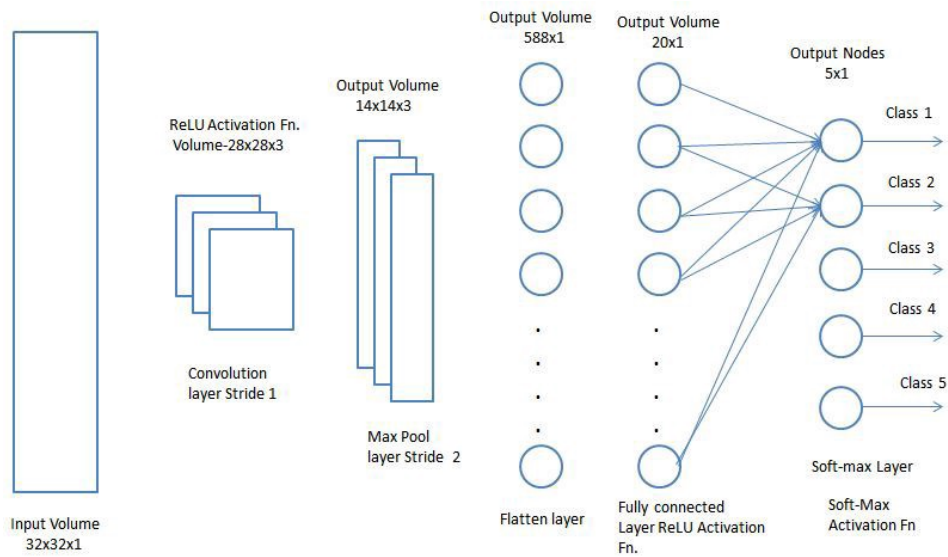 Input Volume
32x32x1
ReLU Activation Fn.
Volume-28x28x3
Convolution
layer Stride 1
Output Volume
14x14x3
Max Pool
layer Stride 2
Output Volume
588x1
Flatten layer
Output Volume
20x1
Fully connected
Layer ReLU Activation
Fn.
Output Nodes
5x1
Class 1
Class 2
Class 3
Class 4
Class 5
Soft-max Layer
Soft-Max
Activation Fn